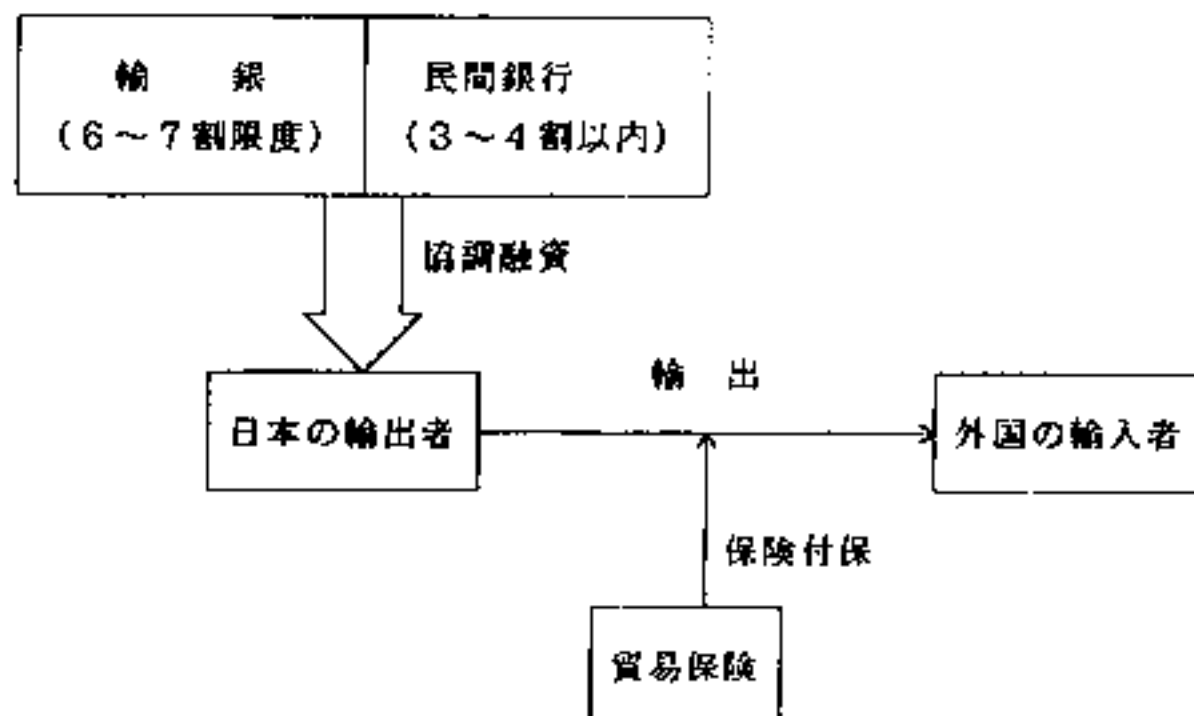 輸　　銀
(6～7割限度)
民間銀行
(3～4割以内)
協調融資
輸　出
日本の輸出者
外国の輸入者
保険付保
貿易保険